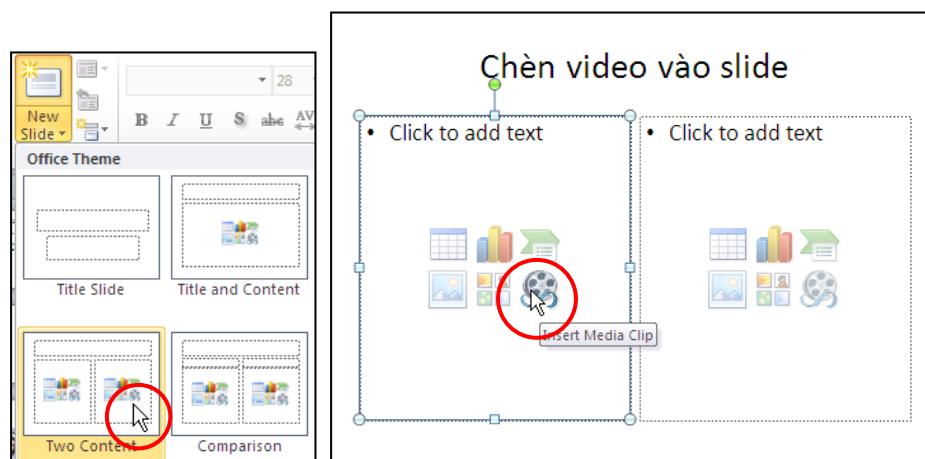 28
New
Slide
B I U S abc AV
Office Theme
Title Slide
Title and Content
Two Content
Comparison
Chèn video vào slide
• Click to add text
• Click to add text
Insert Media Clip